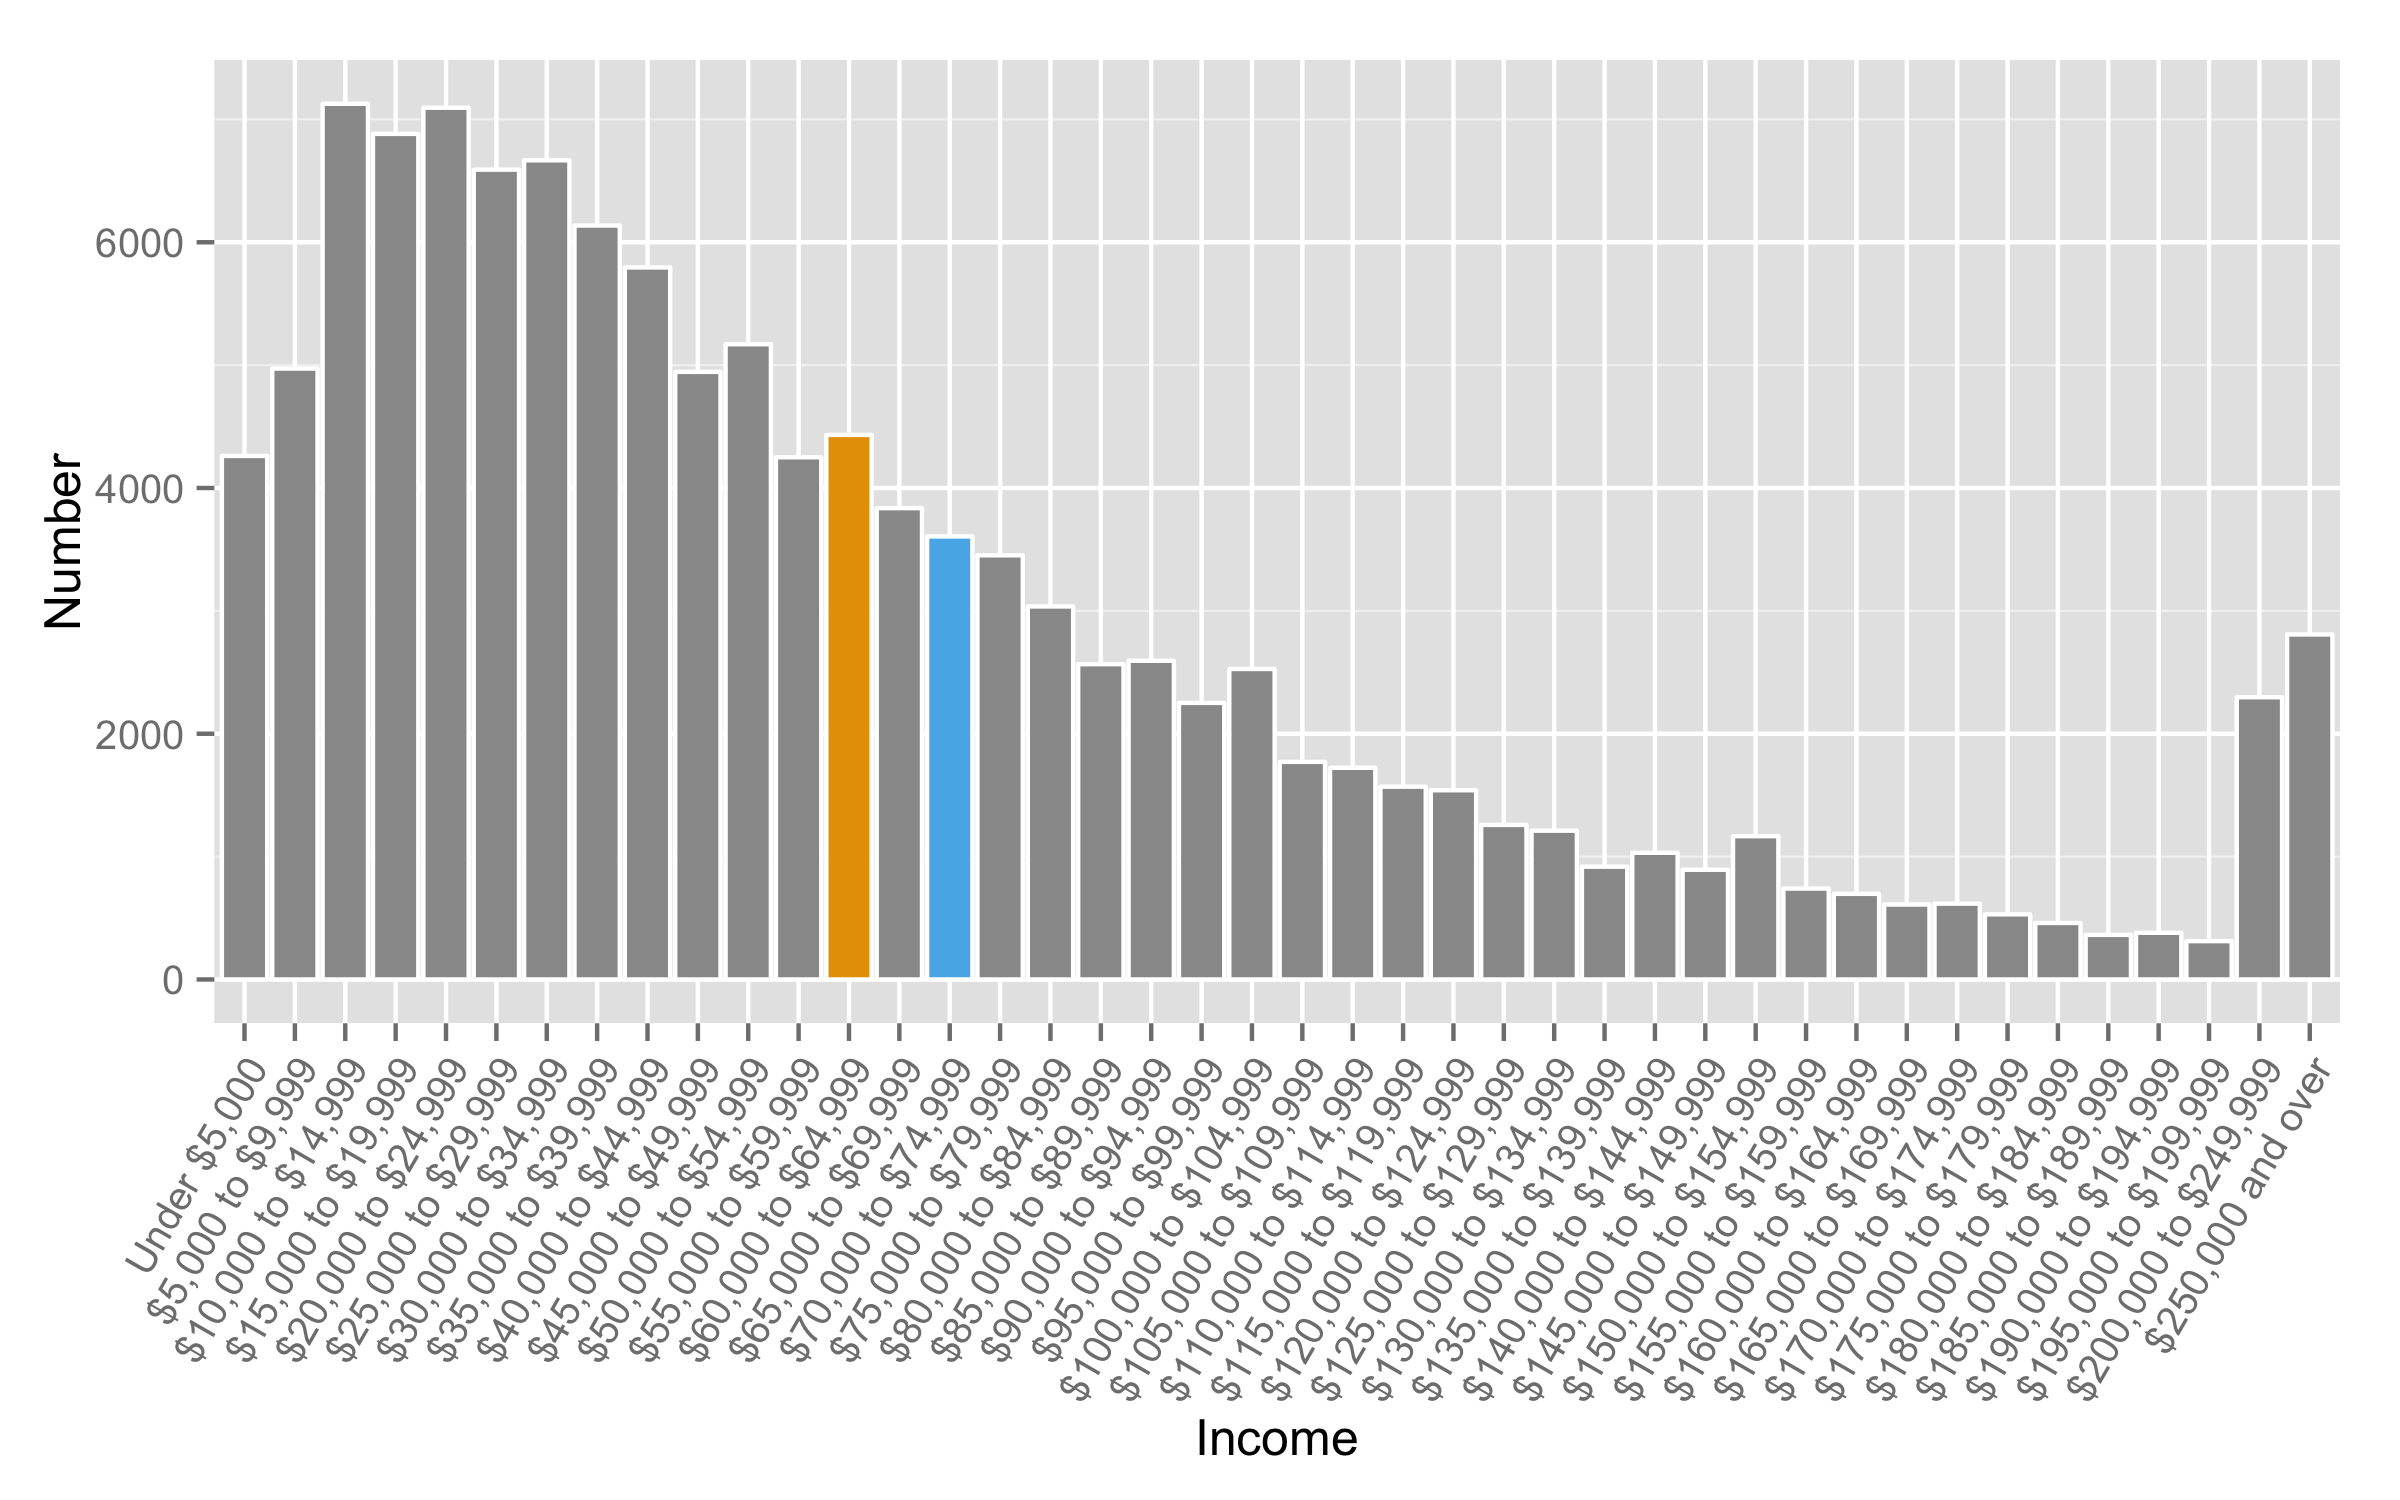 Number
6000
4000
2000
0
Under $5,000
$5,000 to $9,999
$10,000 to $14,999
$15,000 to $19,999
$20,000 to $24,999
$25,000 to $29,999
$30,000 to $34,999
$35,000 to $39,999
$40,000 to $44,999
$45,000 to $49,999
$50,000 to $54,999
$55,000 to $59,999
$60,000 to $64,999
$65,000 to $69,999
$70,000 to $74,999
$75,000 to $79,999
$80,000 to $84,999
$85,000 to $89,999
$90,000 to $94,999
$95,000 to $99,999
$100,000 to $104,999
$105,000 to $109,999
$110,000 to $114,999
$115,000 to $119,999
$120,000 to $124,999
$125,000 to $129,999
$130,000 to $134,999
$135,000 to $139,999
$140,000 to $144,999
$145,000 to $149,999
$150,000 to $154,999
$155,000 to $159,999
$160,000 to $164,999
$165,000 to $169,999
$170,000 to $174,999
$175,000 to $179,999
$180,000 to $184,999
$185,000 to $189,999
$190,000 to $194,999
$195,000 to $199,999
$200,000 to $249,999
$250,000 and over
Income